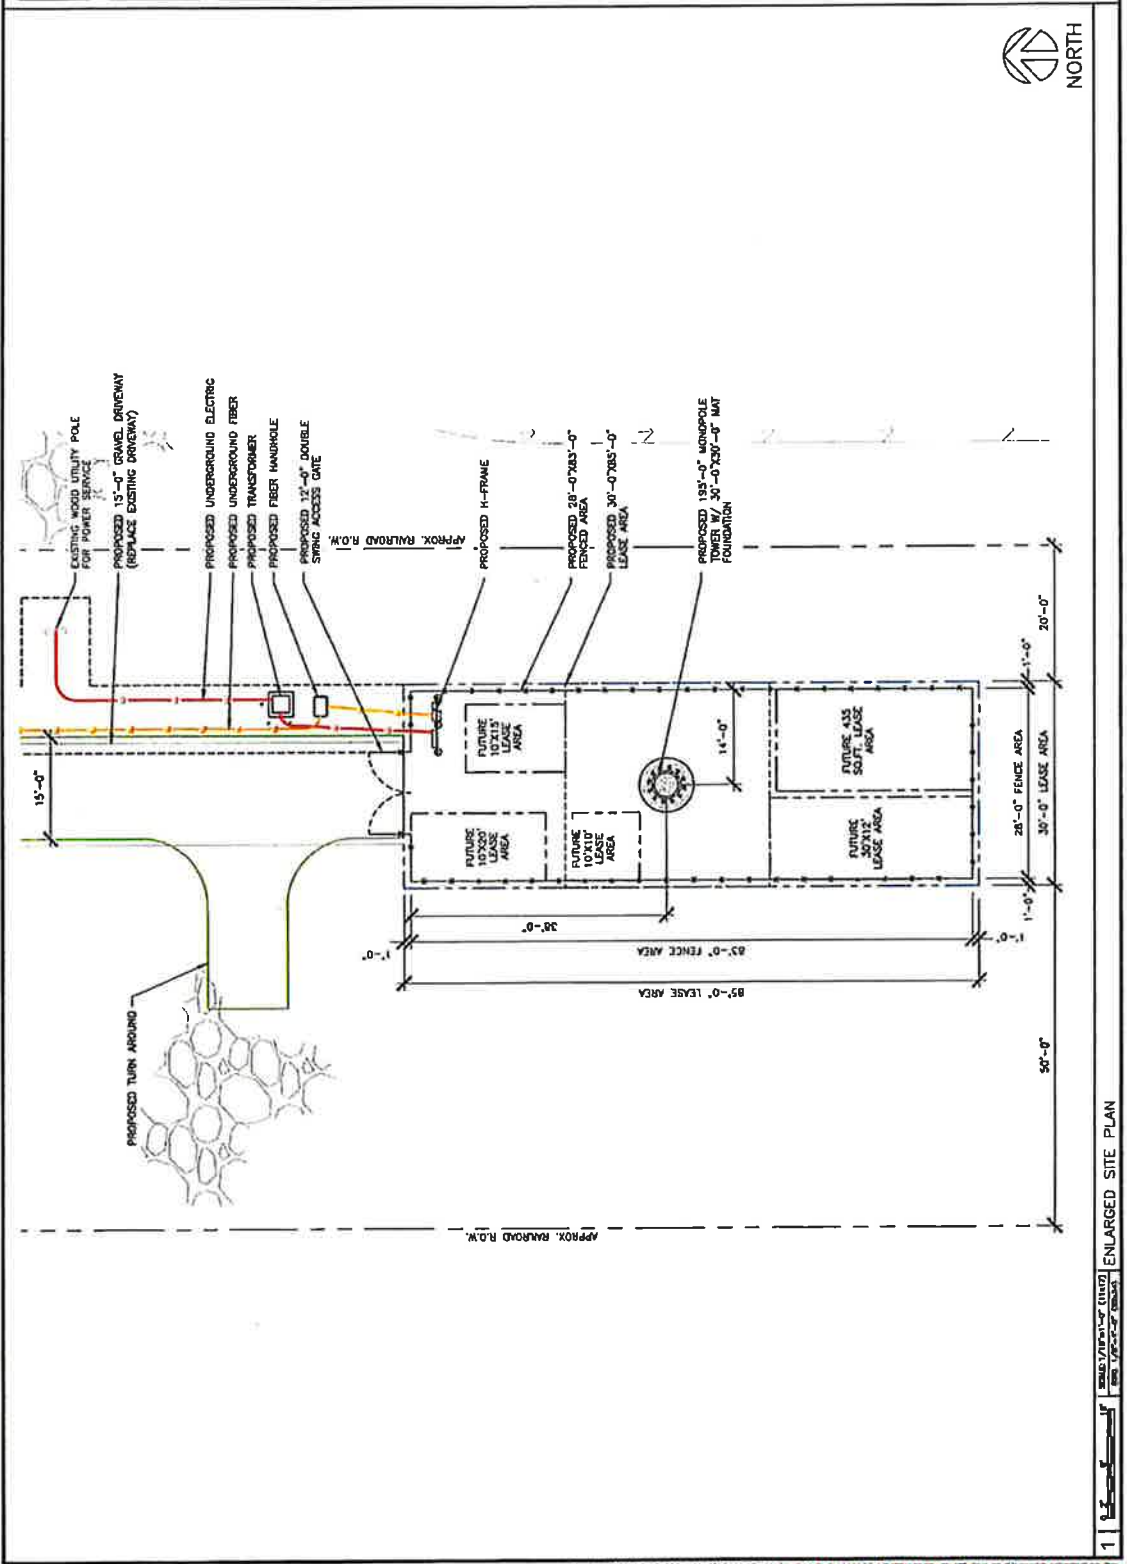 NORTH
EXISTING WOOD UTILITY POLE
FOR POWER SERVICE
PROPOSED 15'-0" GRAVEL DRIVEWAY
(REPLACE EXISTING DRIVEWAY)
PROPOSED UNDERGROUND ELECTRIC
PROPOSED UNDERGROUND FIBER
PROPOSED TRANSFORMER
PROPOSED FIBER HANDHOLE
PROPOSED 12'-0" DOUBLE
SWING ACCESS GATE
APPROX. RAILROAD R.O.W.
PROPOSED H-FRAME
PROPOSED 28'-0"X83'-0"
FENCED AREA
PROPOSED 30'-0"X85'-0"
LEASE AREA
PROPOSED 195'-0" MONOPOLE
TOWER W/ 30'-0"X30'-0" MAT
FOUNDATION
15'-0"
FUTURE
10'X15'
LEASE
AREA
FUTURE
10'X20'
LEASE
AREA
FUTURE
10'X10'
LEASE
AREA
14'-0"
FUTURE 435
SQ.FT. LEASE
AREA
FUTURE
30'X12'
LEASE AREA
20'-0"
1'-0"
28'-0" FENCE AREA
30'-0" LEASE AREA
1'-0"
38'-0"
1'-0"
83'-0" FENCE AREA
1'-0"
85'-0" LEASE AREA
50'-0"
PROPOSED TURN AROUND
APPROX. RAILROAD R.O.W.
1
ENLARGED SITE PLAN